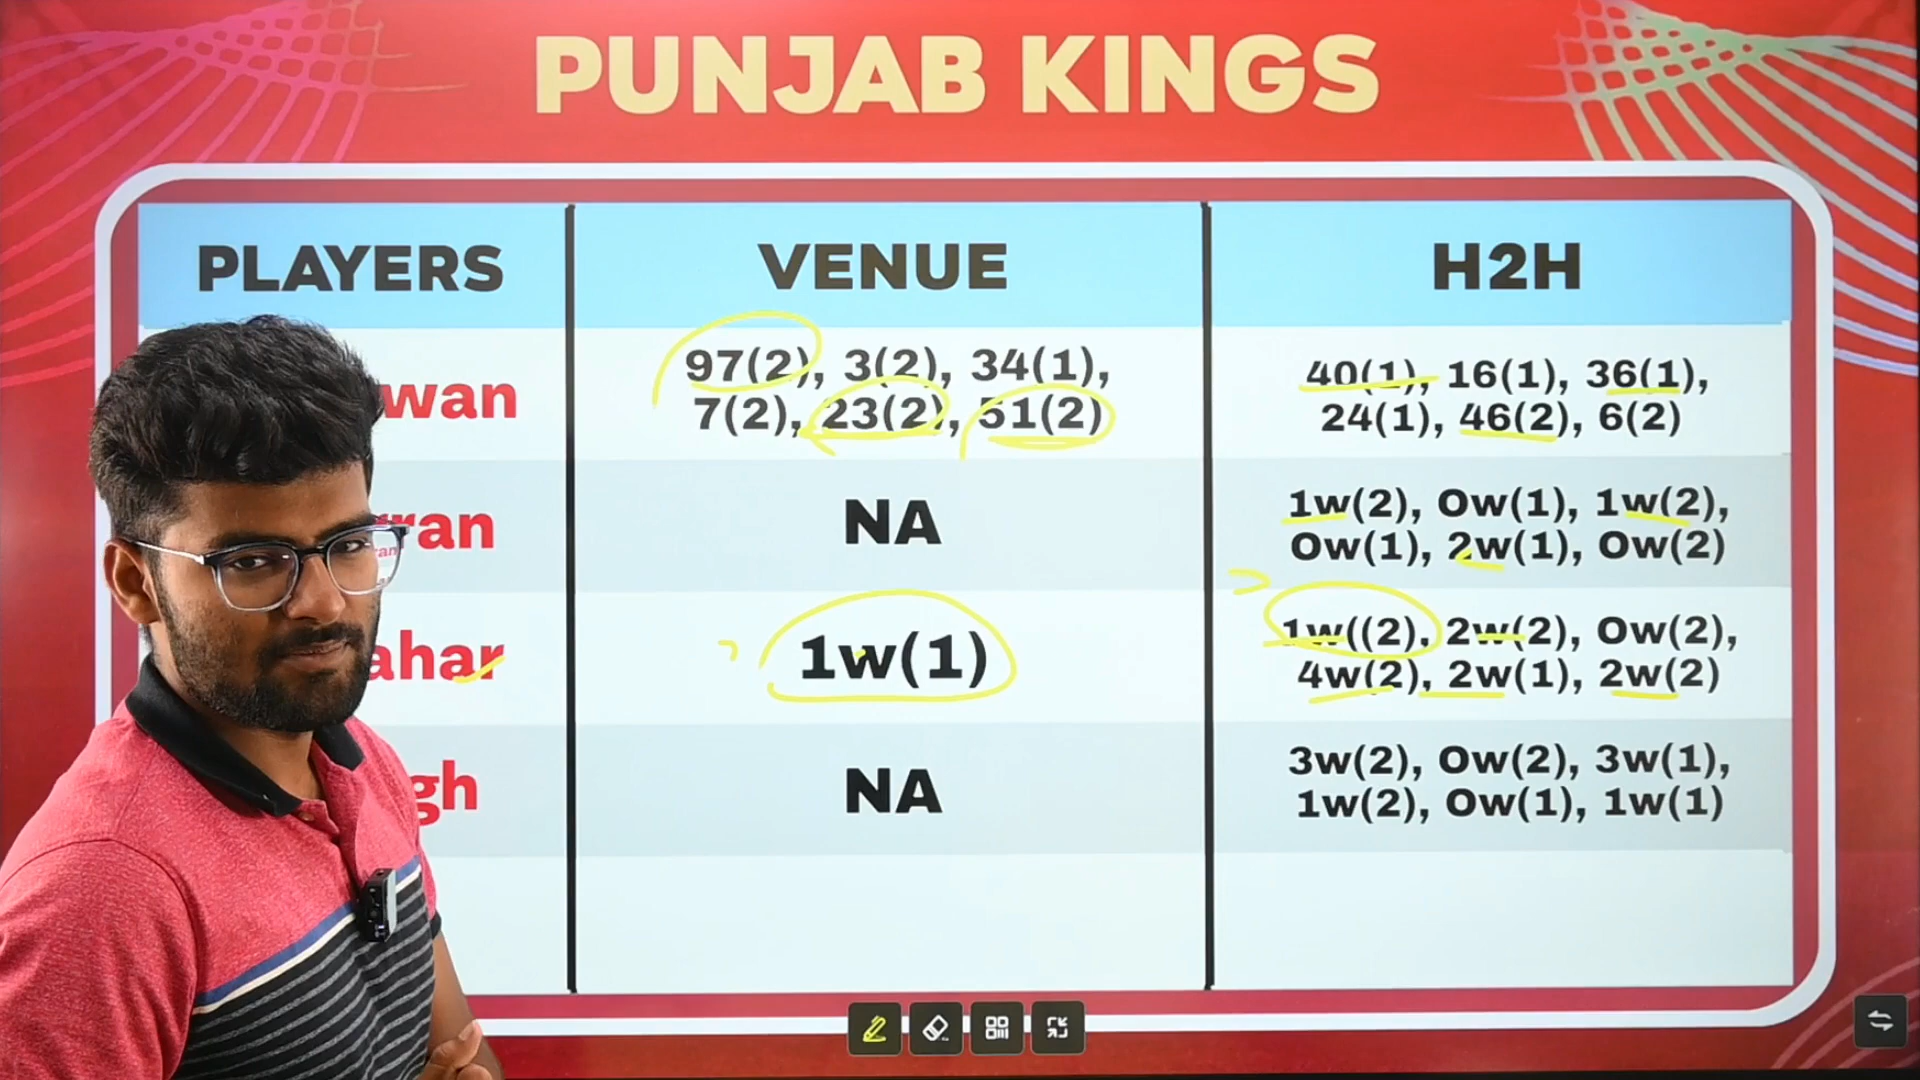 PUNJAB KINGS
PLAYERS VENUE H2H
wan
97(2), 3(2), 34(1),
7(2), 23(2), 51(2)
40(1), 16(1), 36(1),
24(1), 46(2), 6(2)
ran
NA
1w(2), 0w(1), 1w(2),
0w(1), 2w(1), 0w(2)
ahar
1w(1)
1w((2), 2w(2), 0w(2),
4w(2), 2w(1), 2w(2)
gh
NA
3w(2), 0w(2), 3w(1),
1w(2), 0w(1), 1w(1)